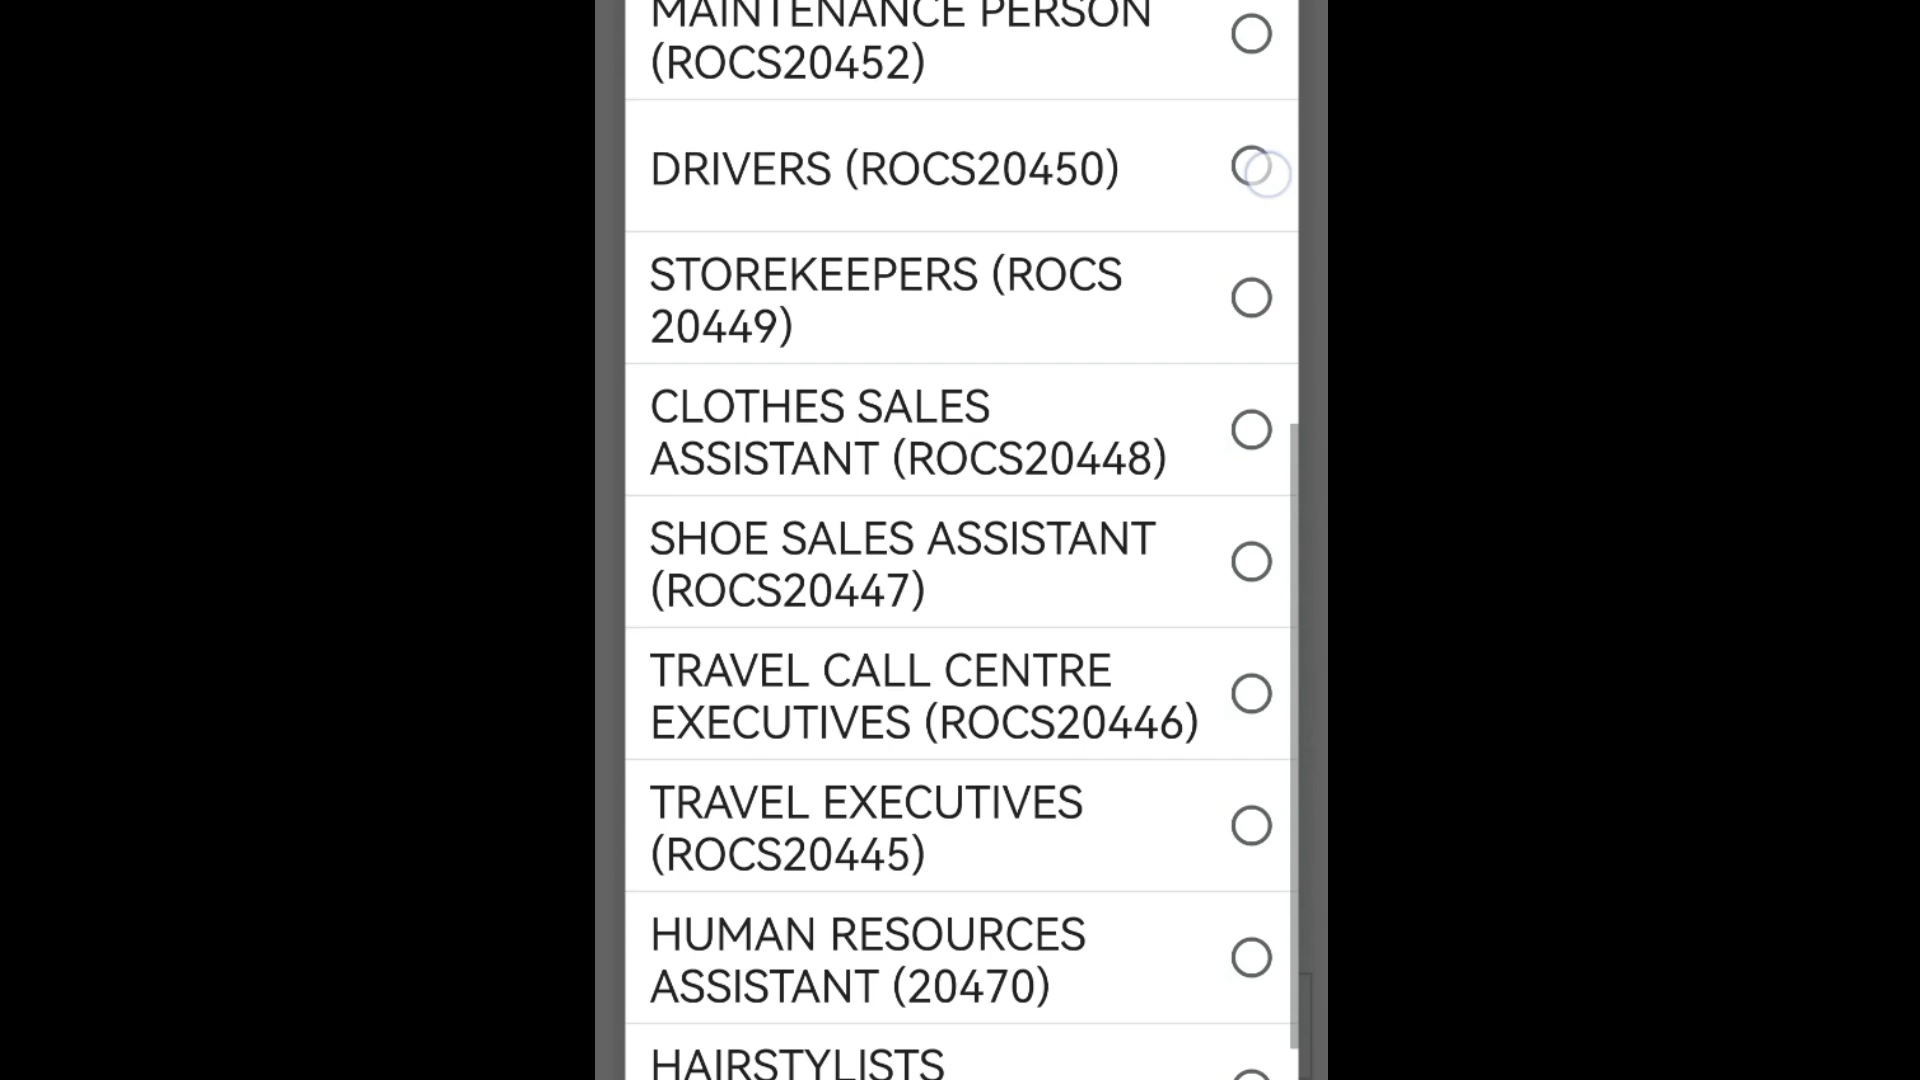 MAINTENANCE PERSON
(ROCS20452)
DRIVERS (ROCS20450)
STOREKEEPERS (ROCS
20449)
CLOTHES SALES
ASSISTANT (ROCS20448)
SHOE SALES ASSISTANT
(ROCS20447)
TRAVEL CALL CENTRE
EXECUTIVES (ROCS20446)
TRAVEL EXECUTIVES
(ROCS20445)
HUMAN RESOURCES
ASSISTANT (20470)
HAIRSTYLISTS